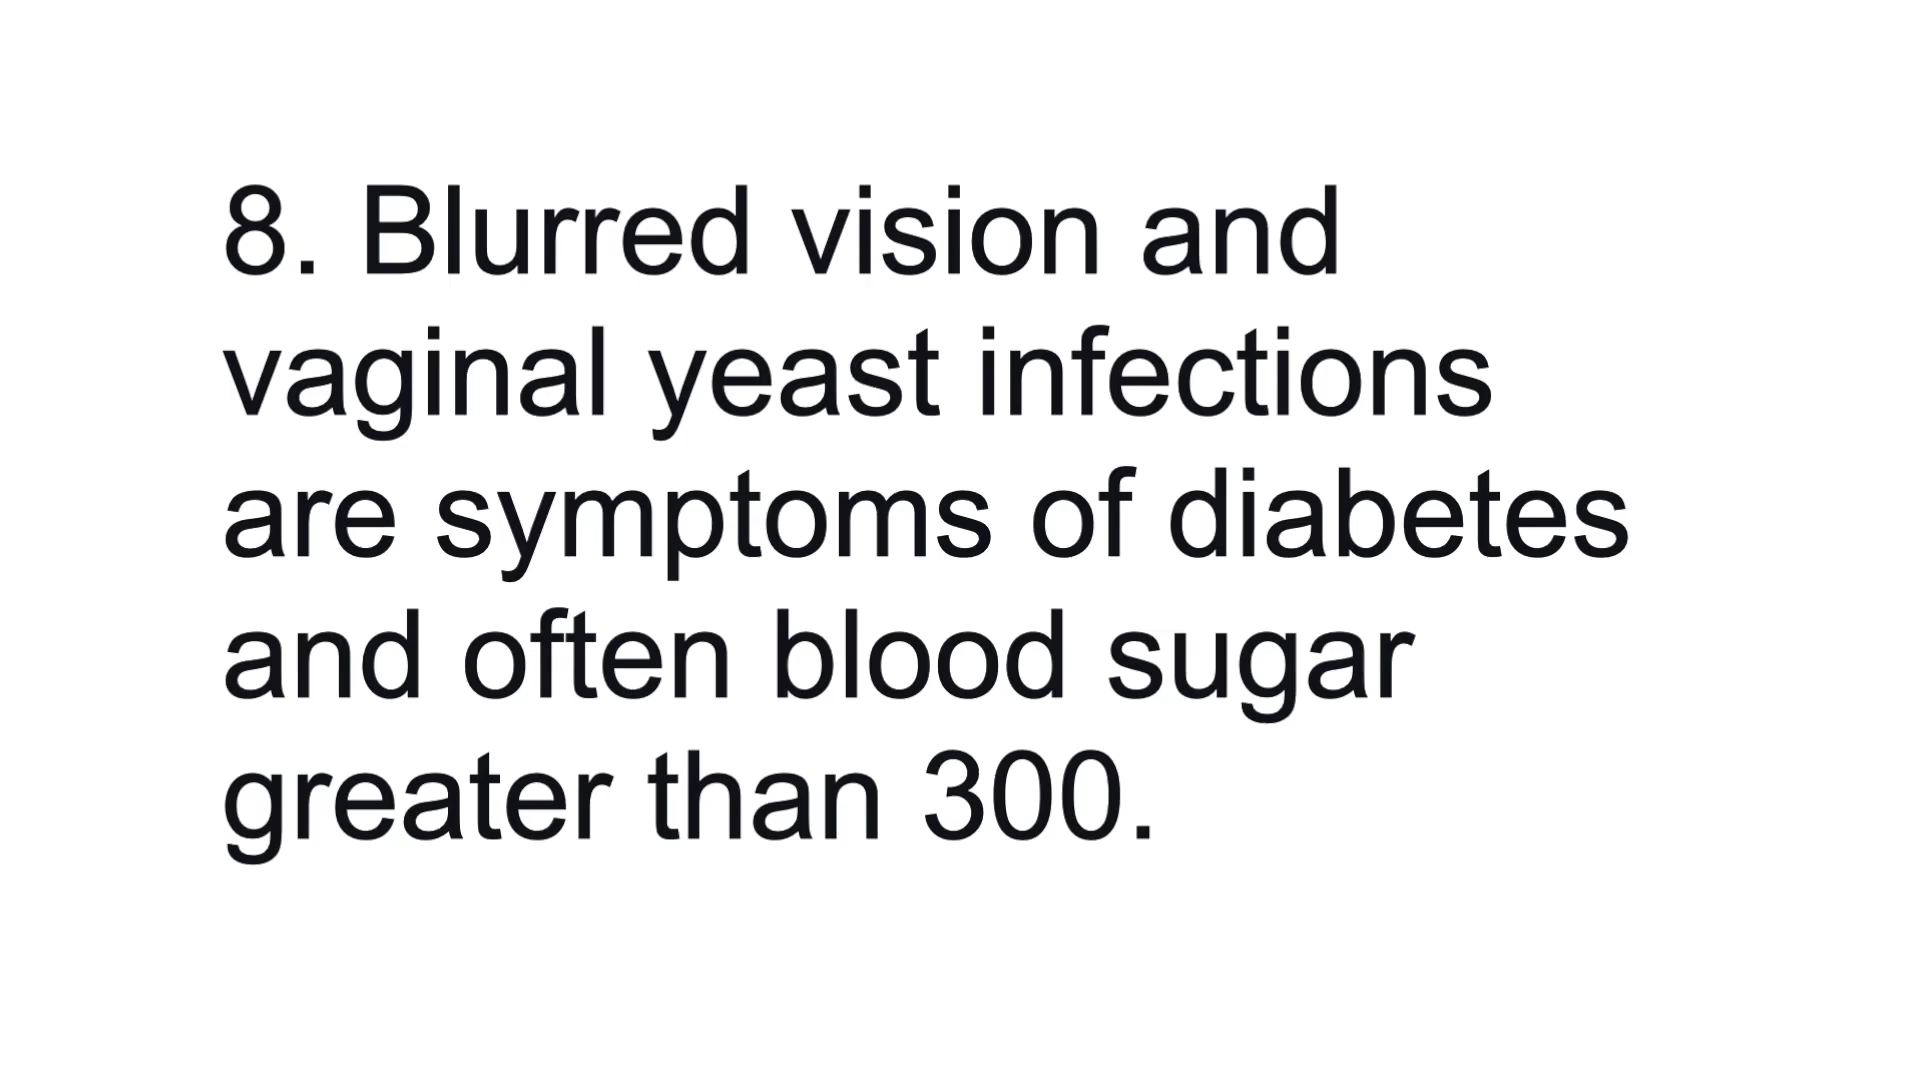 8. Blurred vision and
vaginal yeast infections
are symptoms of diabetes
and often blood sugar
greater than 300.